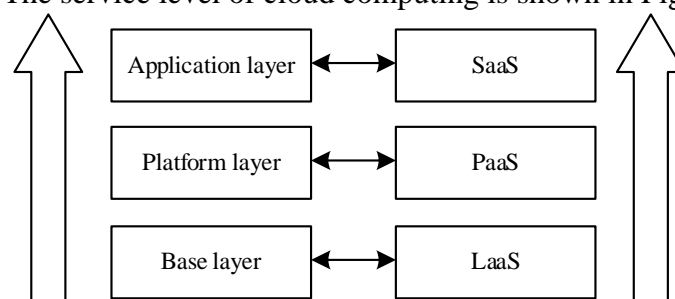 The service level of cloud computing is shown in Fig
Application layer SaaS
Platform layer PaaS
Base layer LaaS